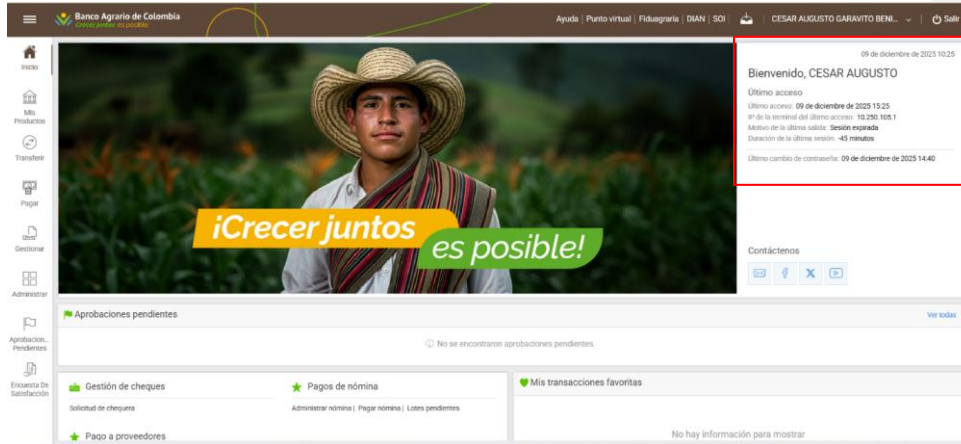 Banco Agrario de Colombia
Crecer juntos es posible.
Ayuda | Punto virtual | Fiduagraria | DIAN | SOI | CESAR AUGUSTO GARAVITO BENI... | Salir
Inicio
Mis Productos
Transferir
Pagar
Gestionar
Administrar
Aprobacion... Pendientes
Encuesta De Satisfacción
¡Crecer juntos
es posible!
09 de diciembre de 2025 10:25
Bienvenido, CESAR AUGUSTO
Último acceso
Último acceso: 09 de diciembre de 2025 15:25
IP de la terminal del último acceso: 10.250.105.1
Motivo de la última salida: Sesión expirada
Duración de la última sesión: -45 minutos
Último cambio de contraseña: 09 de diciembre de 2025 14:40
Contáctenos
Aprobaciones pendientes
Ver todas
No se encontraron aprobaciones pendientes
Gestión de cheques
Solicitud de chequera
Pago a proveedores
Pagos de nómina
Administrar nómina | Pagar nómina | Lotes pendientes
Mis transacciones favoritas
No hay información para mostrar